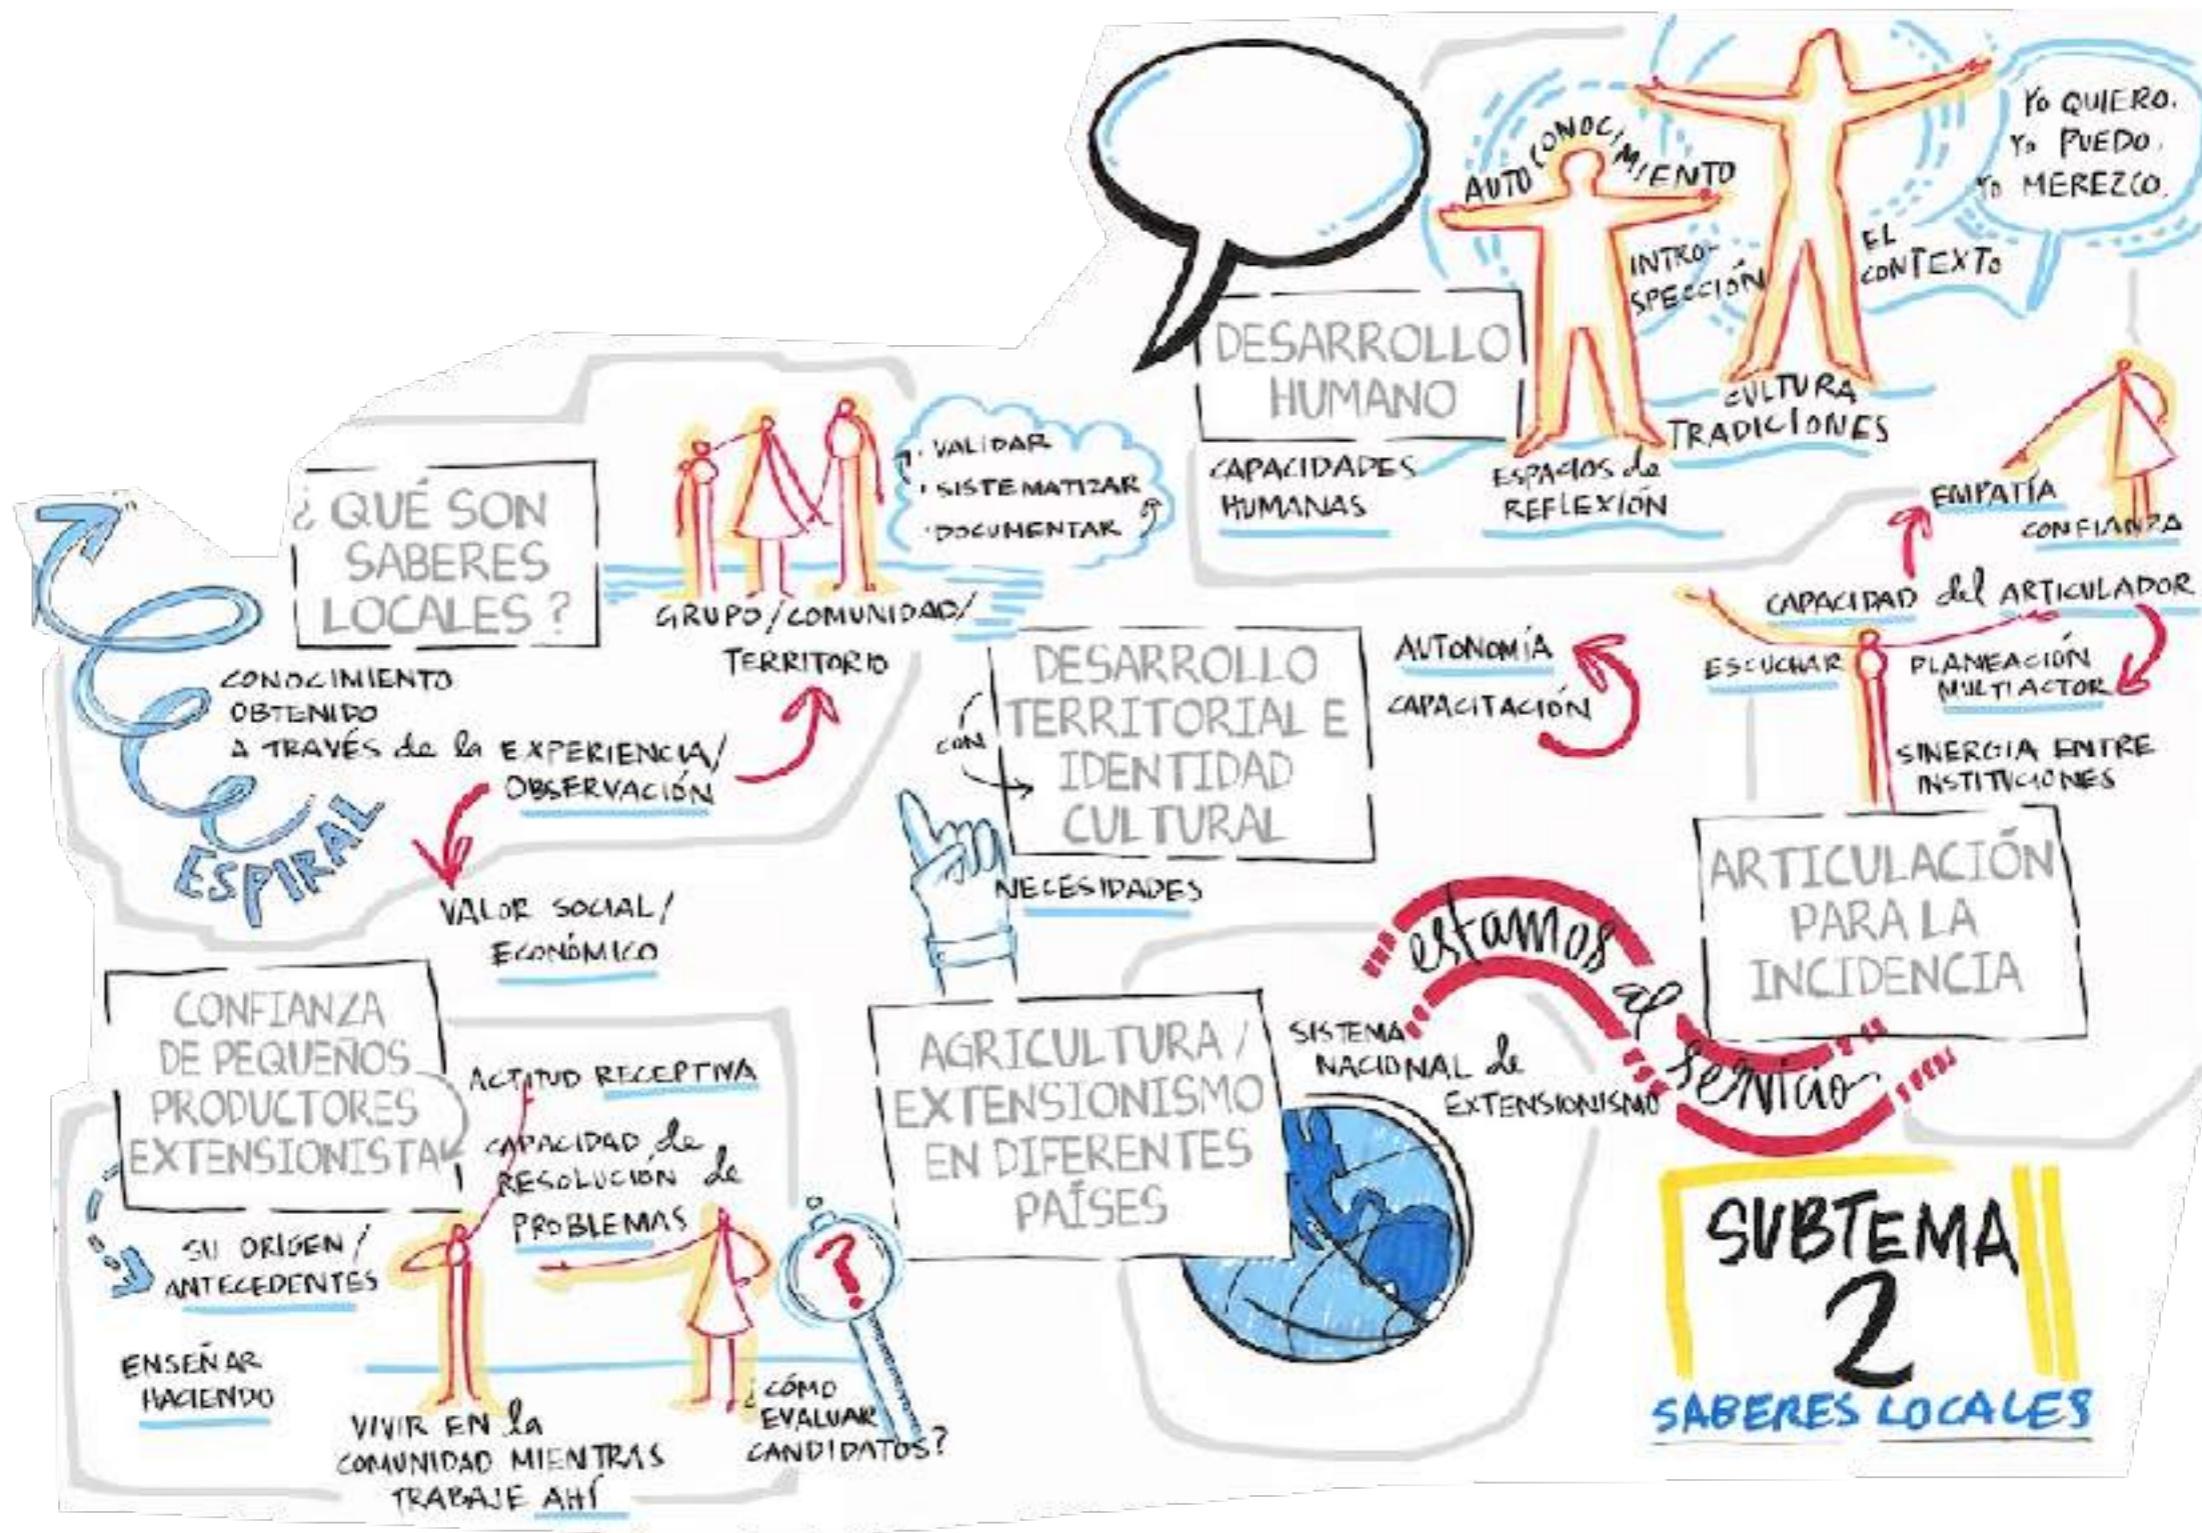 YO QUIERO.
YO PUEDO.
YO MEREZCO.
AUTOCONOCIMIENTO
INTRO-
SPECCIÓN
EL
CONTEXTO
DESARROLLO
HUMANO
CULTURA
TRADICIONES
CAPACIDADES
HUMANAS
ESPACIOS de
REFLEXIÓN
EMPATÍA
CONFIANZA
CAPACIDAD del ARTICULADOR
ESCUCHAR
PLANEACIÓN
MULTIACTOR
SINERGIA ENTRE
INSTITUCIONES
ARTICULACIÓN
PARA LA
INCIDENCIA
¿QUÉ SON
SABERES
LOCALES?
· VALIDAR
· SISTEMATIZAR
· DOCUMENTAR
GRUPO/COMUNIDAD/
TERRITORIO
CONOCIMIENTO
OBTENIDO
A TRAVÉS de la EXPERIENCIA/
OBSERVACIÓN
ESPIRAL
VALOR SOCIAL/
ECONÓMICO
CON
DESARROLLO
TERRITORIAL E
IDENTIDAD
CULTURAL
NECESIDADES
AUTONOMÍA
CAPACITACIÓN
estamos al servicio
CONFIANZA
DE PEQUEÑOS
PRODUCTORES
EXTENSIONISTA
ACTITUD RECEPTIVA
CAPACIDAD de
RESOLUCIÓN de
PROBLEMAS
SU ORIGEN/
ANTECEDENTES
ENSEÑAR
HACIENDO
VIVIR EN la
COMUNIDAD MIENTRAS
TRABAJE AHÍ
?
¿CÓMO
EVALUAR
CANDIDATOS?
AGRICULTURA/
EXTENSIONISMO
EN DIFERENTES
PAÍSES
SISTEMA
NACIONAL de
EXTENSIONISMO
SUBTEMA
2
SABERES LOCALES